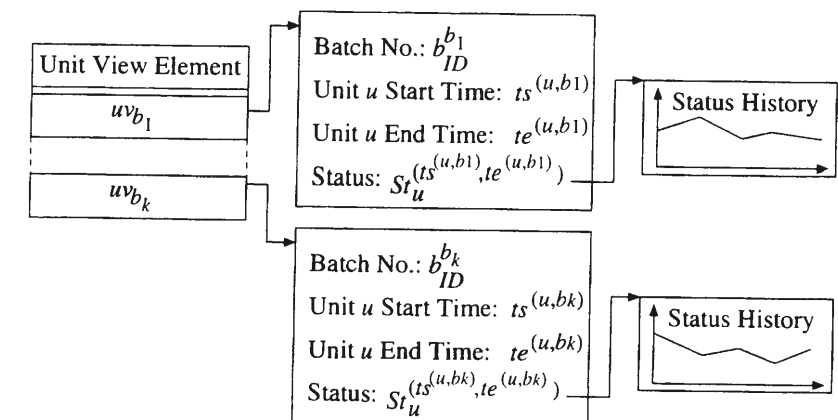 Unit View Element
uv_{b_1}
uv_{b_k}
Batch No.: b_{ID}^{b_1}
Unit u Start Time: ts^{(u,b1)}
Unit u End Time: te^{(u,b1)}
Status: St_u^{(ts^{(u,b1)},te^{(u,b1)})}
Status History
Batch No.: b_{ID}^{b_k}
Unit u Start Time: ts^{(u,bk)}
Unit u End Time: te^{(u,bk)}
Status: St_u^{(ts^{(u,bk)},te^{(u,bk)})}
Status History